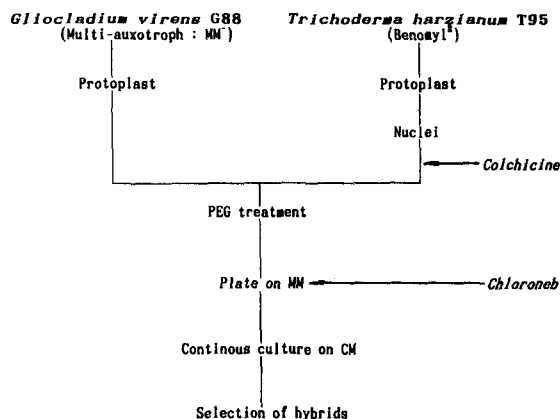 Gliocladium virens G88 Trichoderma harzianum T95
(Multi-auxotroph : MM⁻) (Benomylᴿ)
Protoplast Protoplast
Nuclei
Colchicine
PEG treatment
Plate on MM Chloroneb
Continous culture on CM
Selection of hybrids